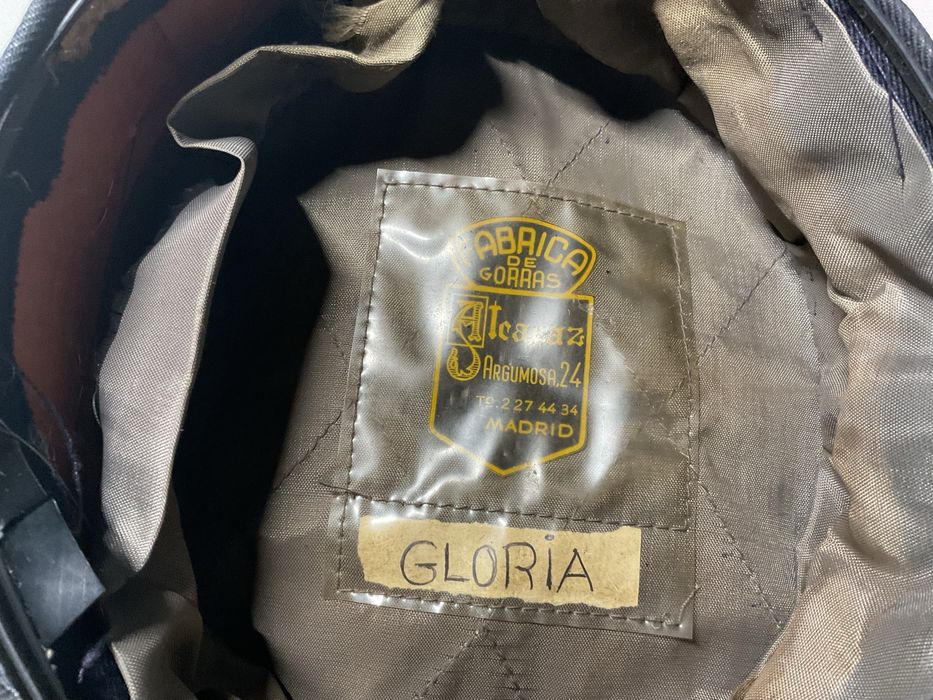 FABRICA
DE
GORRAS
Alcaraz
ARGUMOSA, 24
TO. 2 27 44 34
MADRID
GLORiA